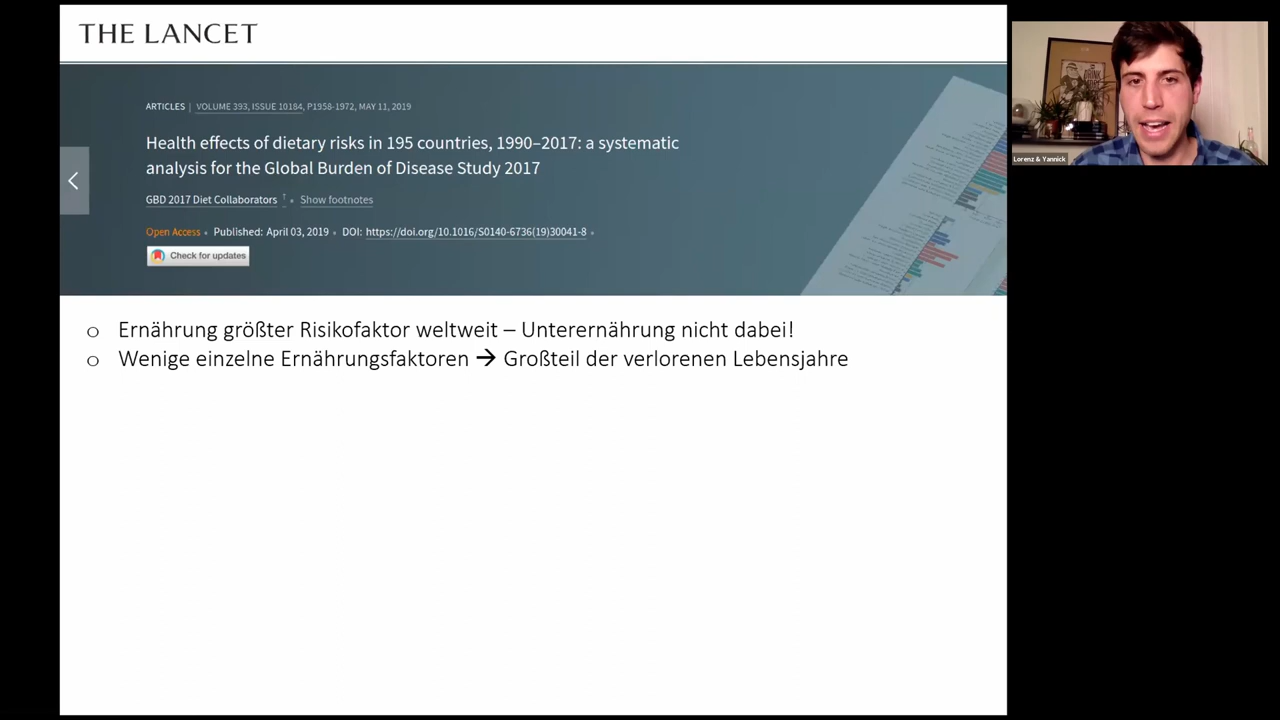 THE LANCET
ARTICLES | VOLUME 393, ISSUE 10184, P1958-1972, MAY 11, 2019
Health effects of dietary risks in 195 countries, 1990–2017: a systematic
analysis for the Global Burden of Disease Study 2017
GBD 2017 Diet Collaborators † • Show footnotes
Open Access • Published: April 03, 2019 • DOI: https://doi.org/10.1016/S0140-6736(19)30041-8 •
Check for updates
o Ernährung größter Risikofaktor weltweit – Unterernährung nicht dabei!
o Wenige einzelne Ernährungsfaktoren → Großteil der verlorenen Lebensjahre
Lorenz & Yannick